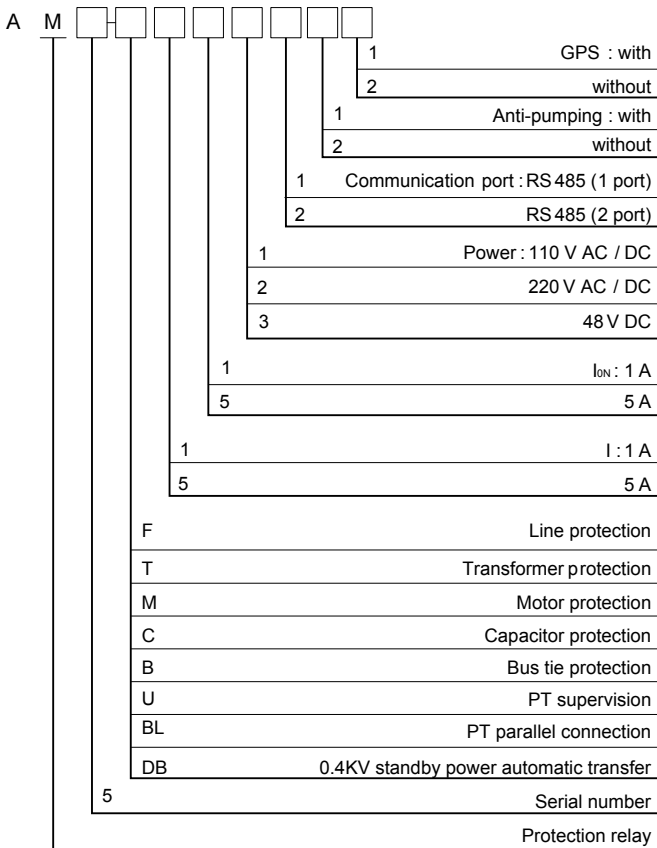 A M -
1 GPS : with
2 without
1 Anti-pumping : with
2 without
1 Communication port : RS 485 (1 port)
2 RS 485 (2 port)
1 Power : 110 V AC / DC
2 220 V AC / DC
3 48 V DC
1 I0N : 1 A
5 5 A
1 I : 1 A
5 5 A
F Line protection
T Transformer protection
M Motor protection
C Capacitor protection
B Bus tie protection
U PT supervision
BL PT parallel connection
DB 0.4KV standby power automatic transfer
5 Serial number
Protection relay